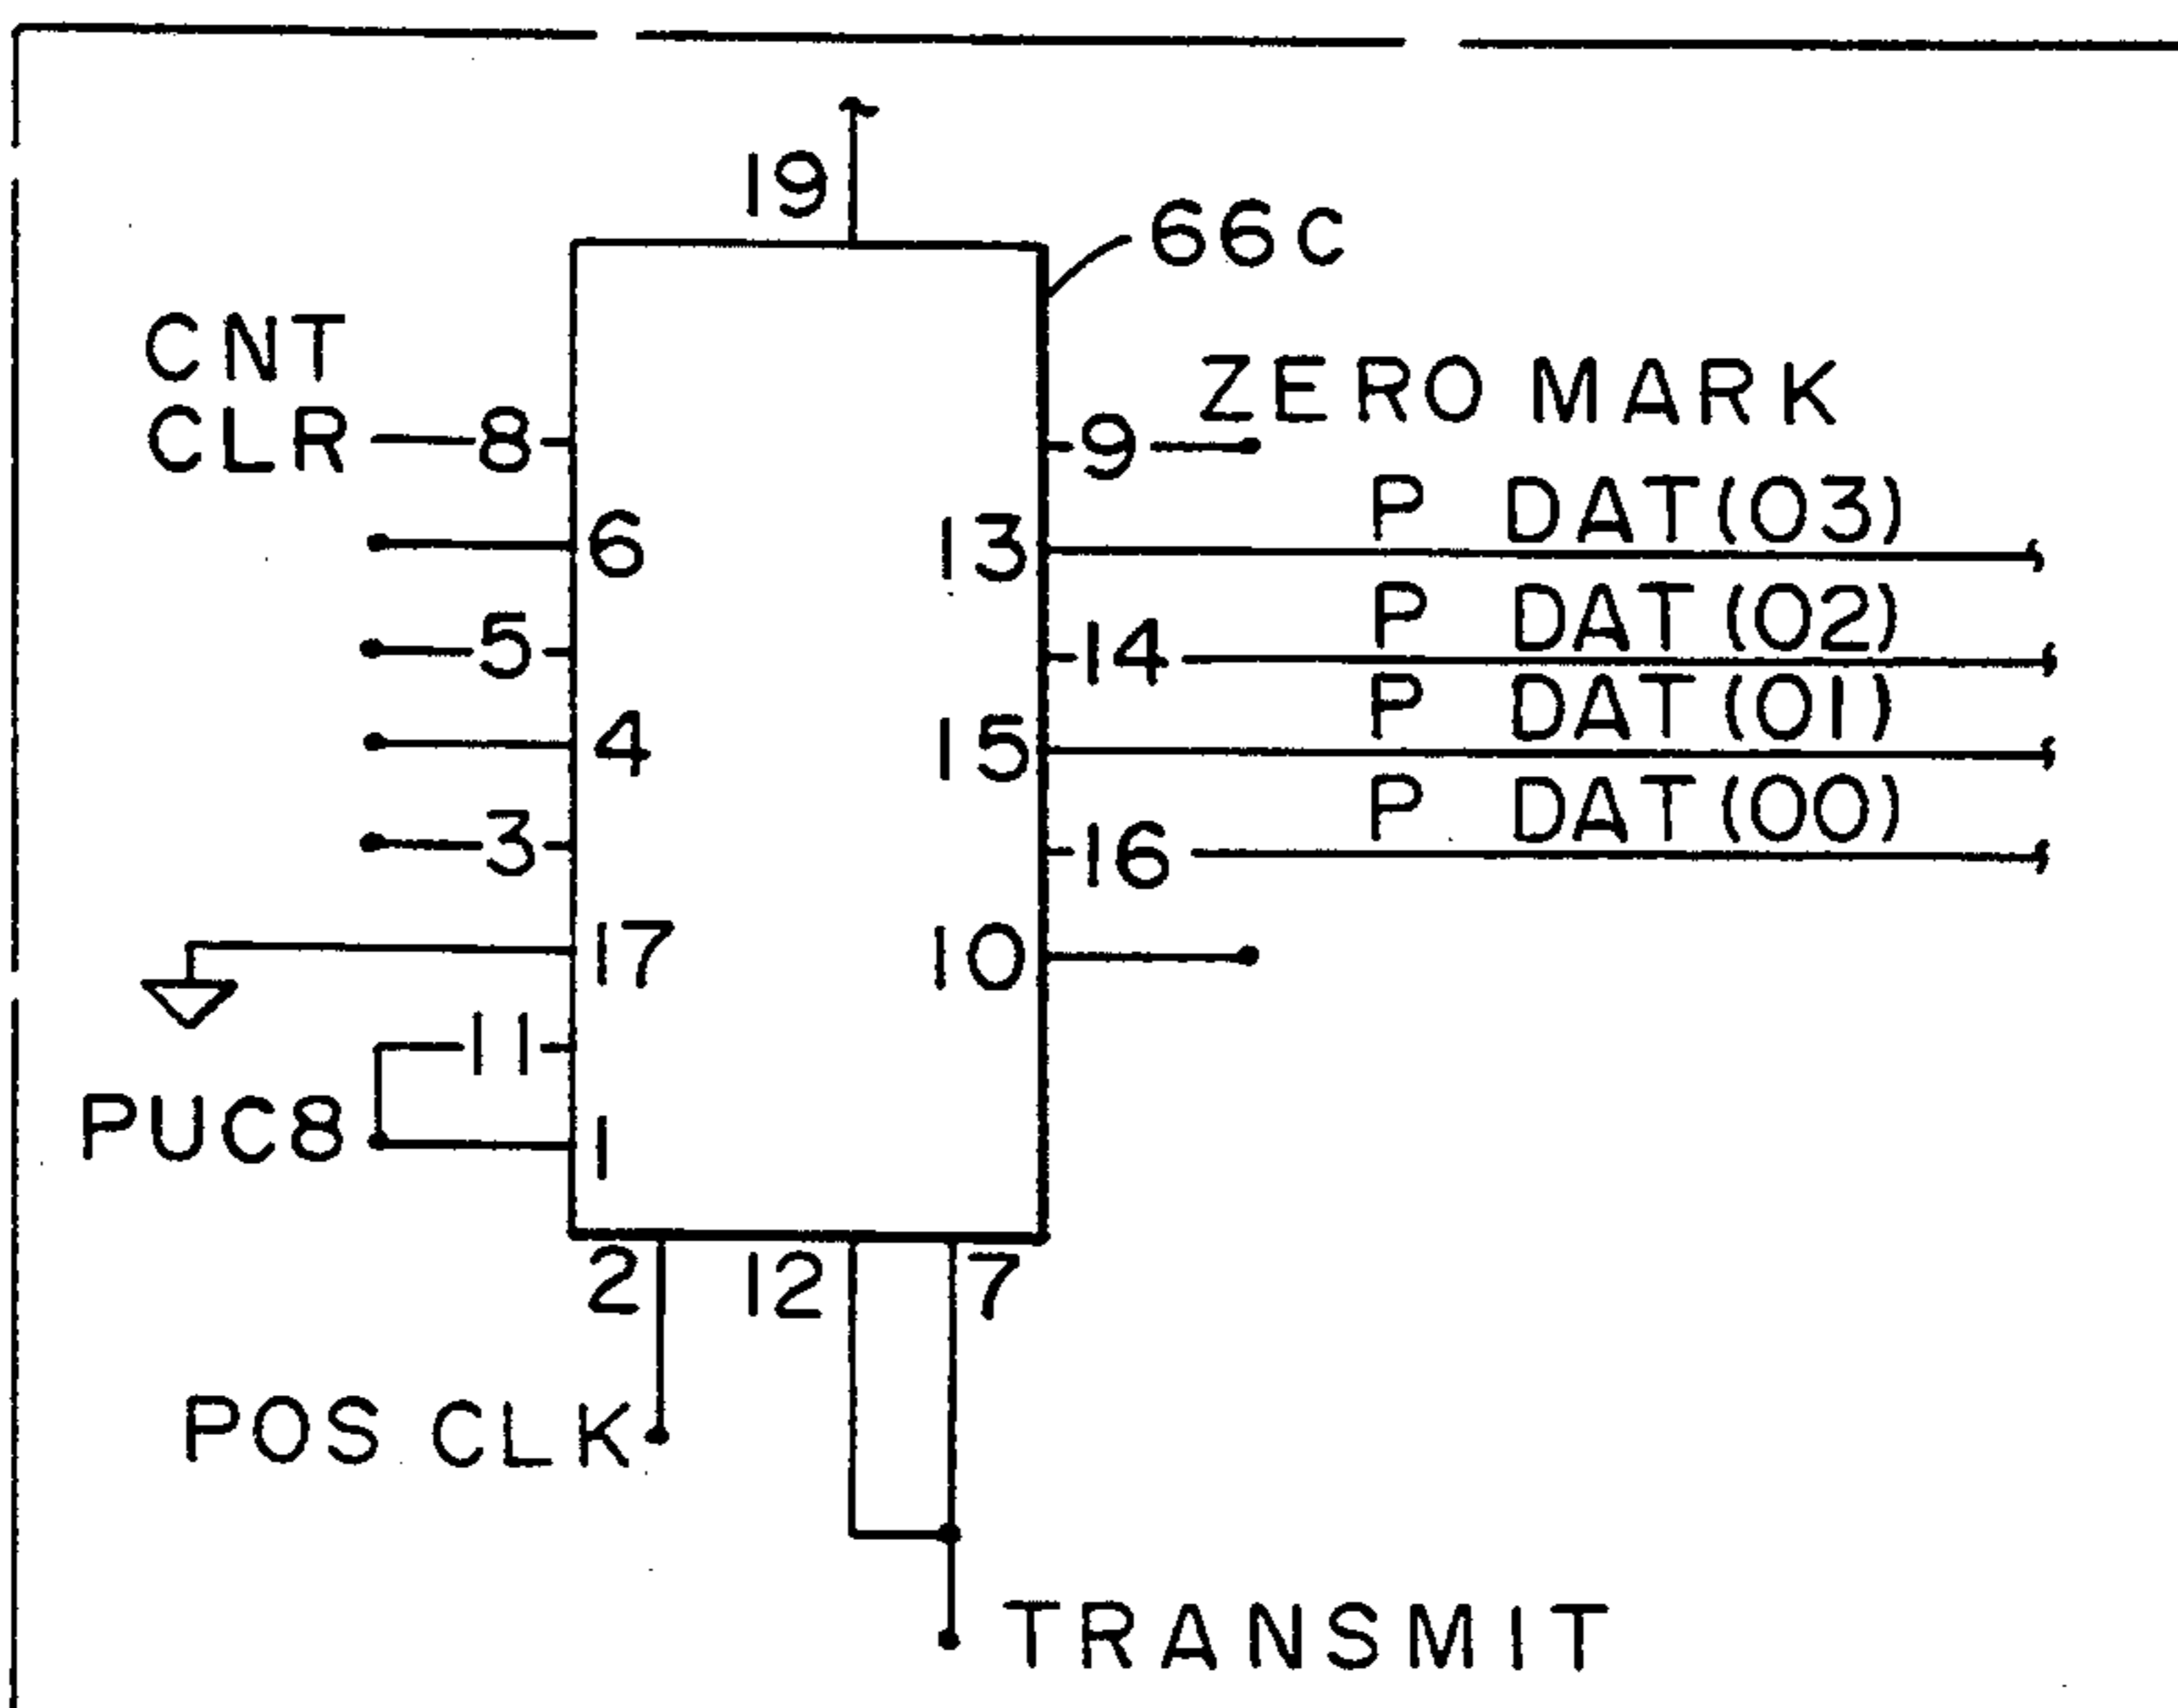 19
66C
CNT
CLR 8
ZERO MARK
9
6
13 P DAT(03)
5
14 P DAT(02)
4
15 P DAT(01)
3
16 P DAT(00)
17
10
11
PUC8
1
2 12 7
POS CLK
TRANSMIT